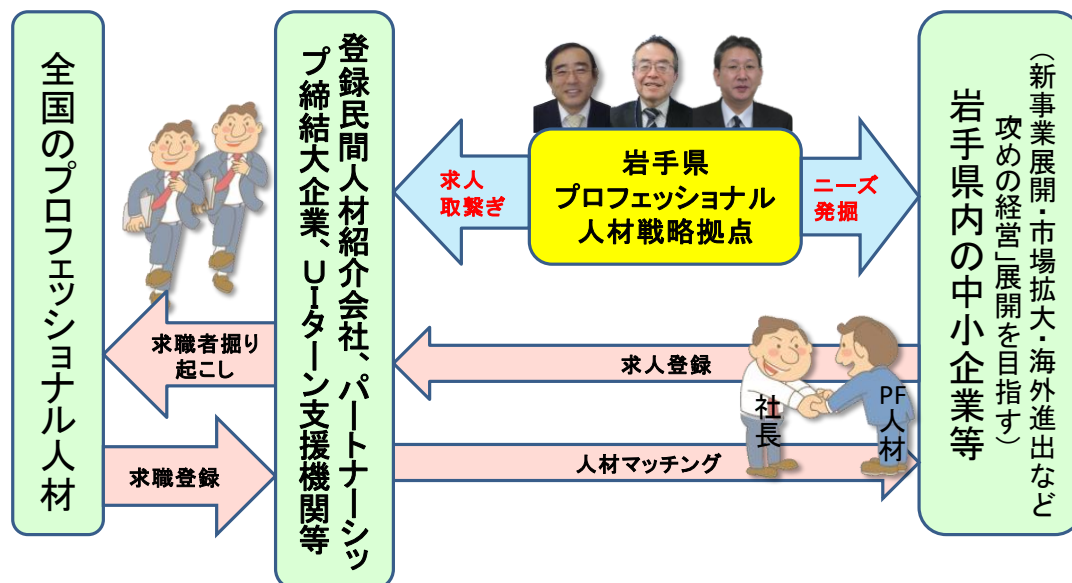 全国のプロフェッショナル人材
登録民間人材紹介会社、パートナーシッ
プ締結大企業、UIターン支援機関等
岩手県
プロフェッショナル
人材戦略拠点
求人
取繋ぎ
ニーズ
発掘
(新事業展開・市場拡大・海外進出など
「攻めの経営」展開を目指す)
岩手県内の中小企業等
求職者掘り
起こし
求職登録
求人登録
人材マッチング
社長
PF
人材